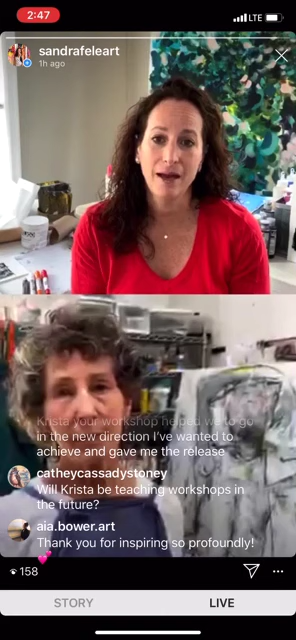 2:47
LTE
sandrafeleart
1h ago
Krista your workshop helped we to go
in the new direction I've wanted to
achieve and gave me the release
catheycassadystoney
Will Krista be teaching workshops in
the future?
aia.bower.art
Thank you for inspiring so profoundly!
💕
158
STORY LIVE